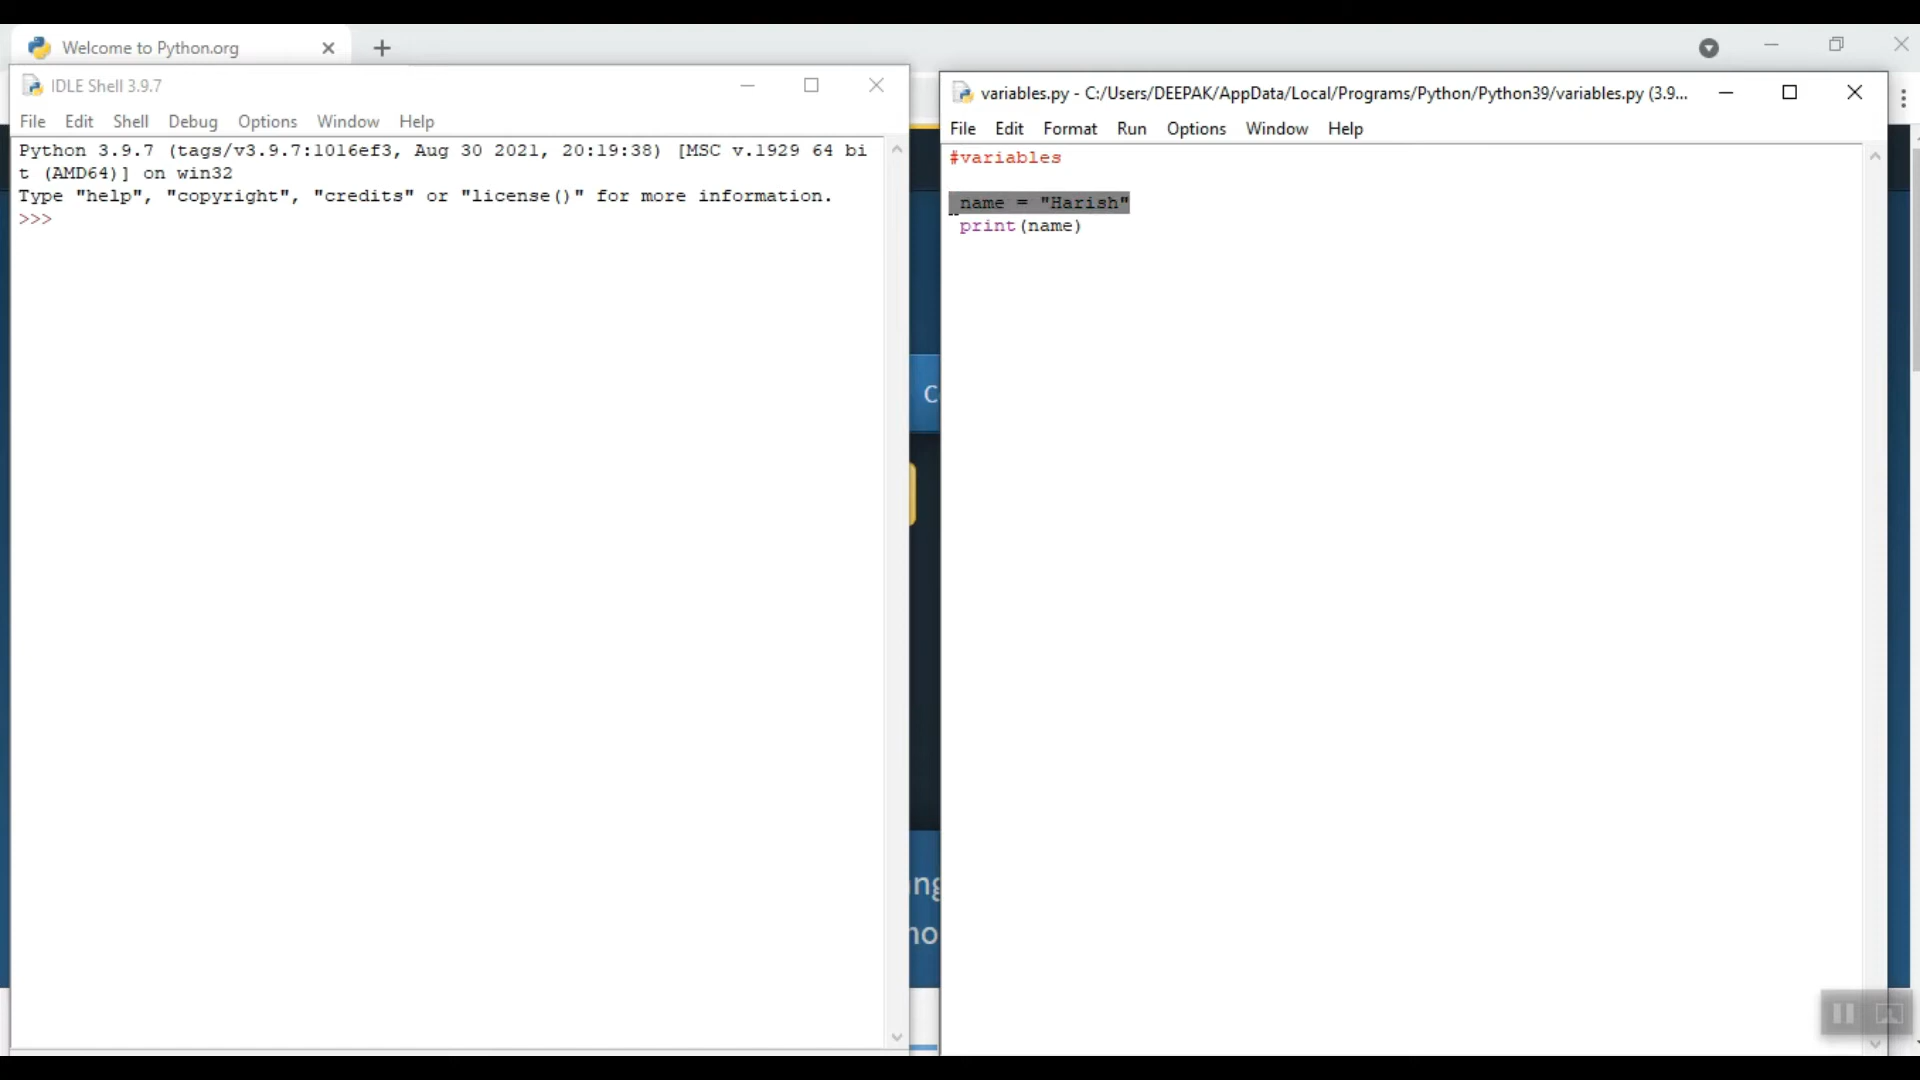 Welcome to Python.org
IDLE Shell 3.9.7
File Edit Shell Debug Options Window Help
Python 3.9.7 (tags/v3.9.7:1016ef3, Aug 30 2021, 20:19:38) [MSC v.1929 64 bi
t (AMD64)] on win32
Type "help", "copyright", "credits" or "license()" for more information.
>>>
variables.py - C:/Users/DEEPAK/AppData/Local/Programs/Python/Python39/variables.py (3.9...
File Edit Format Run Options Window Help
#variables
name = "Harish"
print(name)